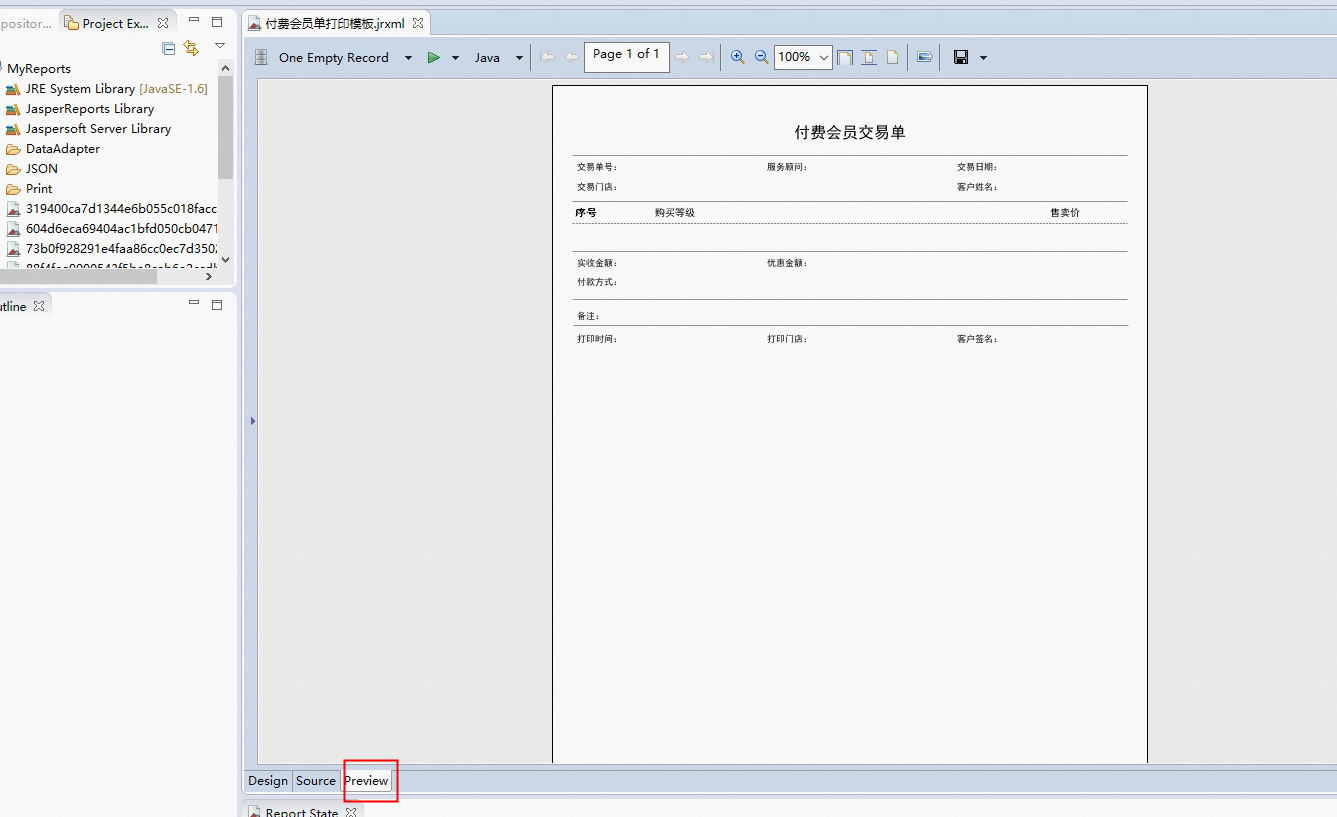 positor... Project Ex... 付费会员单打印模板.jrxml
One Empty Record Java Page 1 of 1 100%
MyReports
JRE System Library [JavaSE-1.6]
JasperReports Library
Jaspersoft Server Library
DataAdapter
JSON
Print
319400ca7d1344e6b055c018facc
604d6eca69404ac1bfd050cb0471
73b0f928291e4faa86cc0ec7d3502
utline
付费会员交易单
交易单号: 服务顾问: 交易日期:
交易门店: 客户姓名:
序号 购买等级 售卖价
实收金额: 优惠金额:
付款方式:
备注:
打印时间: 打印门店: 客户签名:
Design Source Preview
Report State